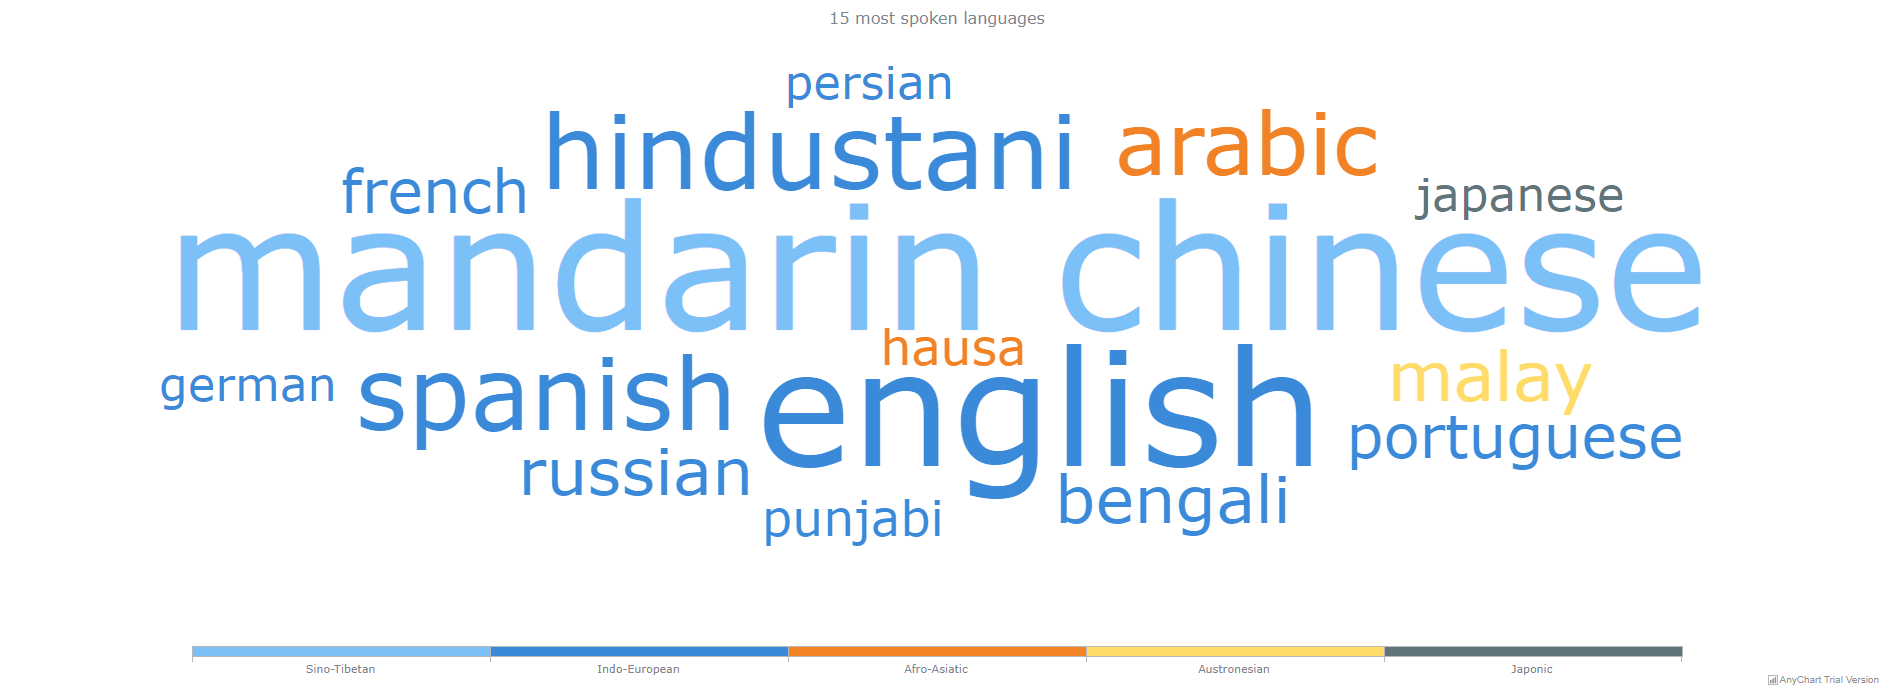 15 most spoken languages
persian
hindustani
arabic
french
japanese
mandarin chinese
hausa
german
spanish
english
malay
portuguese
russian
bengali
punjabi
Sino-Tibetan
Indo-European
Afro-Asiatic
Austronesian
Japonic
AnyChart Trial Version